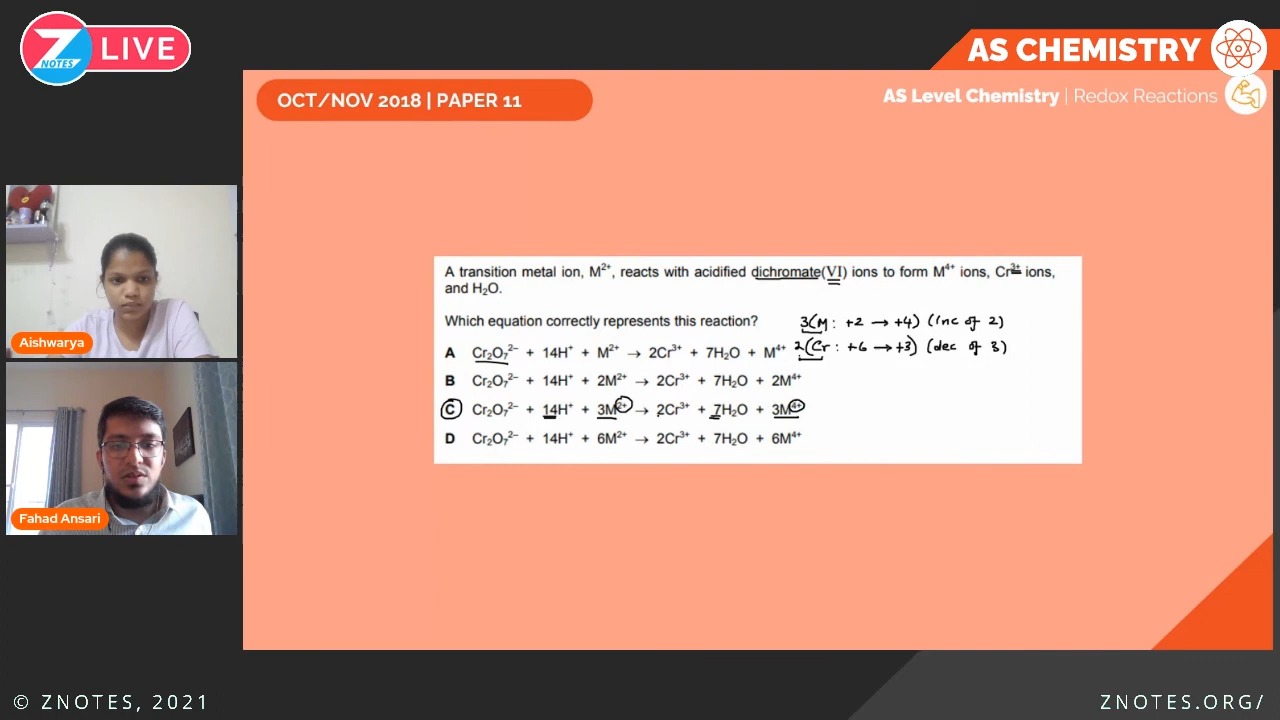 Z NOTES LIVE
AS CHEMISTRY
OCT/NOV 2018 | PAPER 11
AS Level Chemistry | Redox Reactions
Aishwarya
Fahad Ansari
A transition metal ion, M²⁺, reacts with acidified dichromate(VI) ions to form M⁴⁺ ions, Cr³⁺ ions,
and H₂O.
Which equation correctly represents this reaction?
3(M : +2 → +4) (inc of 2)
2(Cr : +6 → +3) (dec of 3)
A Cr₂O₇²⁻ + 14H⁺ + M²⁺ → 2Cr³⁺ + 7H₂O + M⁴⁺
B Cr₂O₇²⁻ + 14H⁺ + 2M²⁺ → 2Cr³⁺ + 7H₂O + 2M⁴⁺
C Cr₂O₇²⁻ + 14H⁺ + 3M²⁺ → 2Cr³⁺ + 7H₂O + 3M⁴⁺
D Cr₂O₇²⁻ + 14H⁺ + 6M²⁺ → 2Cr³⁺ + 7H₂O + 6M⁴⁺
© ZNOTES, 2021
ZNOTES.ORG/